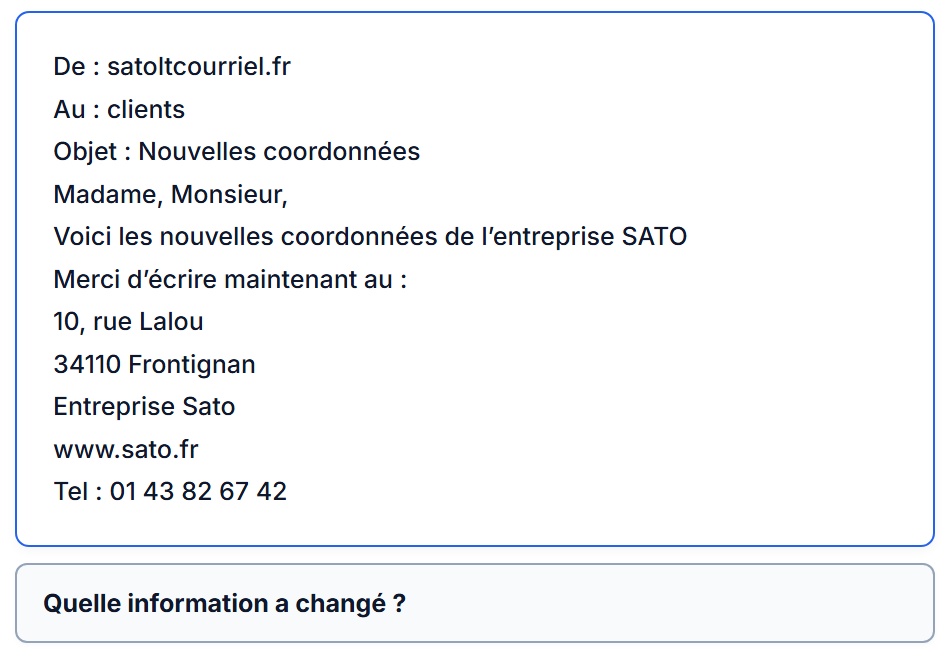 De : satoltcourriel.fr
Au : clients
Objet : Nouvelles coordonnées
Madame, Monsieur,
Voici les nouvelles coordonnées de l’entreprise SATO
Merci d’écrire maintenant au :
10, rue Lalou
34110 Frontignan
Entreprise Sato
www.sato.fr
Tel : 01 43 82 67 42
Quelle information a changé ?